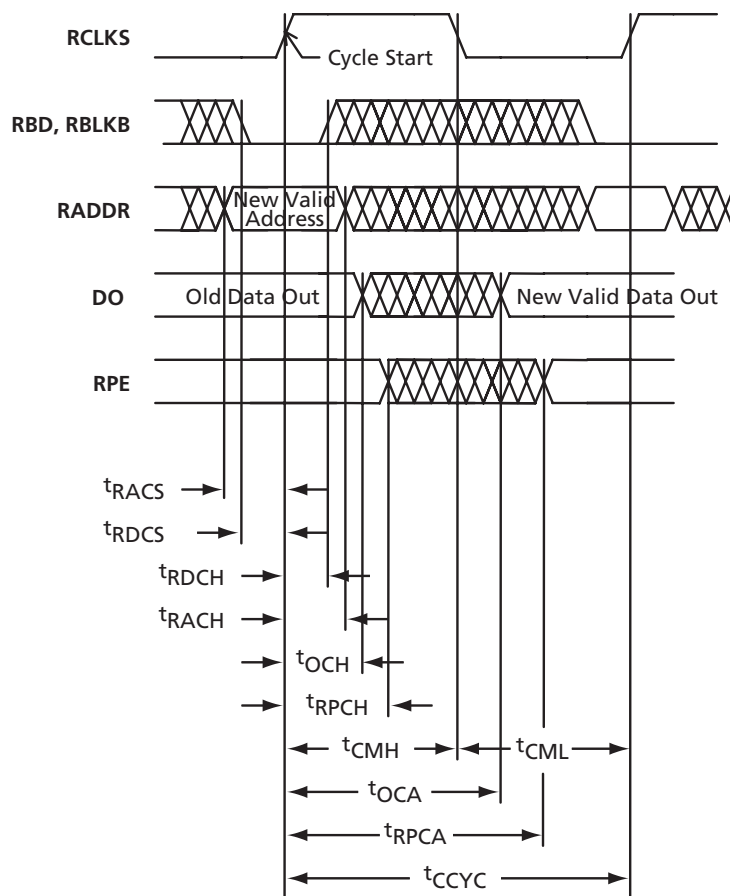 RCLKS
Cycle Start
RBD, RBLKB
RADDR
New Valid
Address
DO
Old Data Out
New Valid Data Out
RPE
tRACS
tRDCS
tRDCH
tRACH
tOCH
tRPCH
tCMH
tCML
tOCA
tRPCA
tCCYC